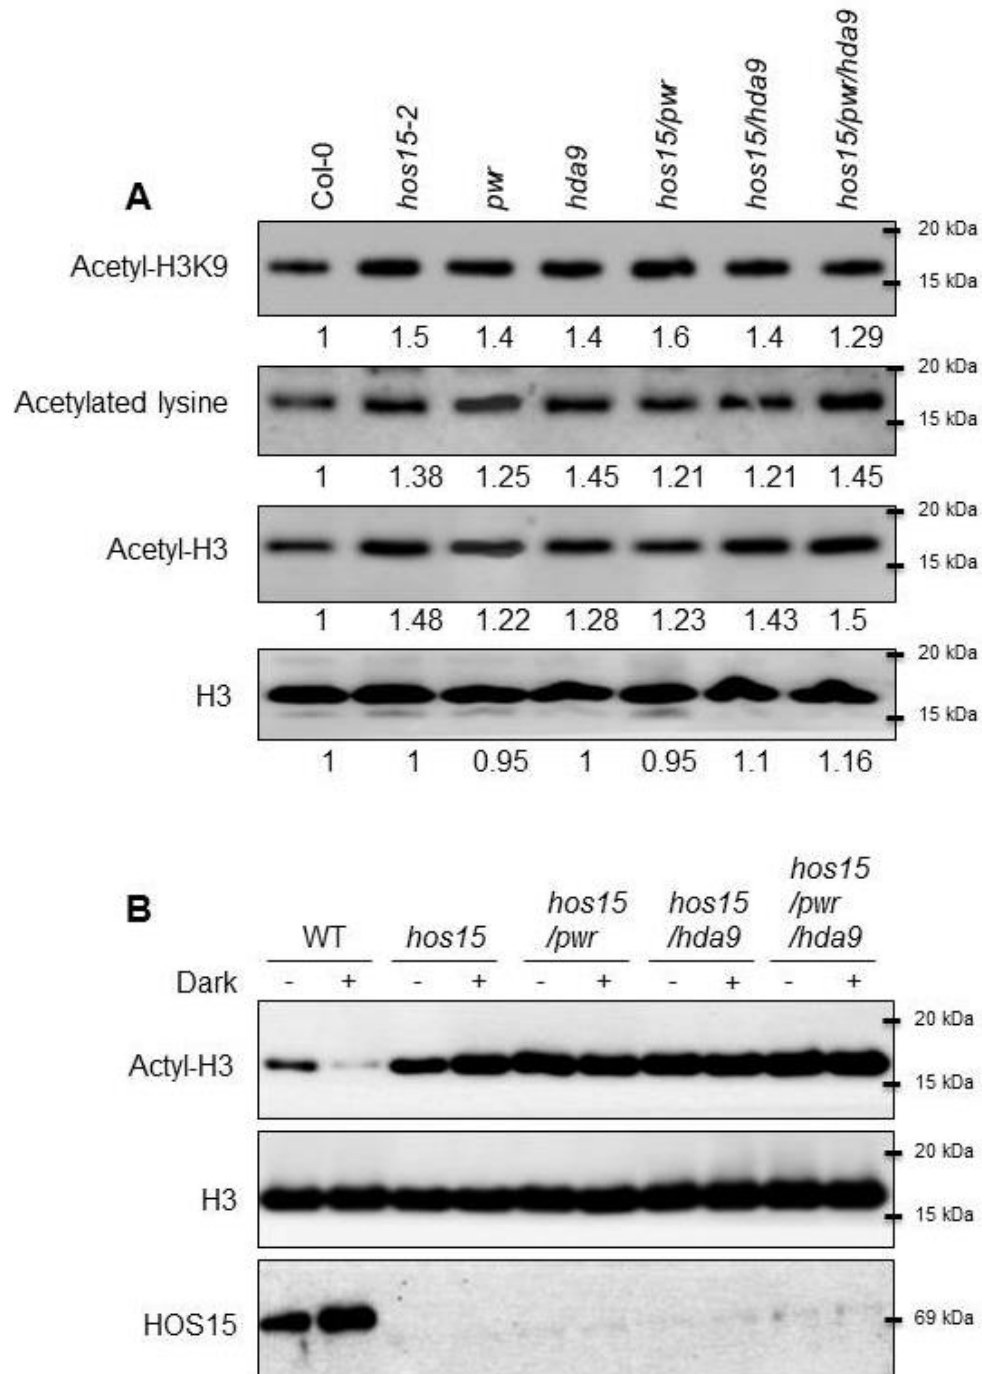 A
Col-0 hos15-2 pwr hda9 hos15/pwr hos15/hda9 hos15/pwr/hda9
20 kDa
Acetyl-H3K9
15 kDa
1 1.5 1.4 1.4 1.6 1.4 1.29
20 kDa
Acetylated lysine
15 kDa
1 1.38 1.25 1.45 1.21 1.21 1.45
20 kDa
Acetyl-H3
15 kDa
1 1.48 1.22 1.28 1.23 1.43 1.5
20 kDa
H3
15 kDa
1 1 0.95 1 0.95 1.1 1.16
B
WT hos15 hos15 /pwr hos15 /hda9 hos15 /pwr /hda9
Dark - + - + - + - + - +
20 kDa
Actyl-H3
15 kDa
20 kDa
H3
15 kDa
HOS15 69 kDa